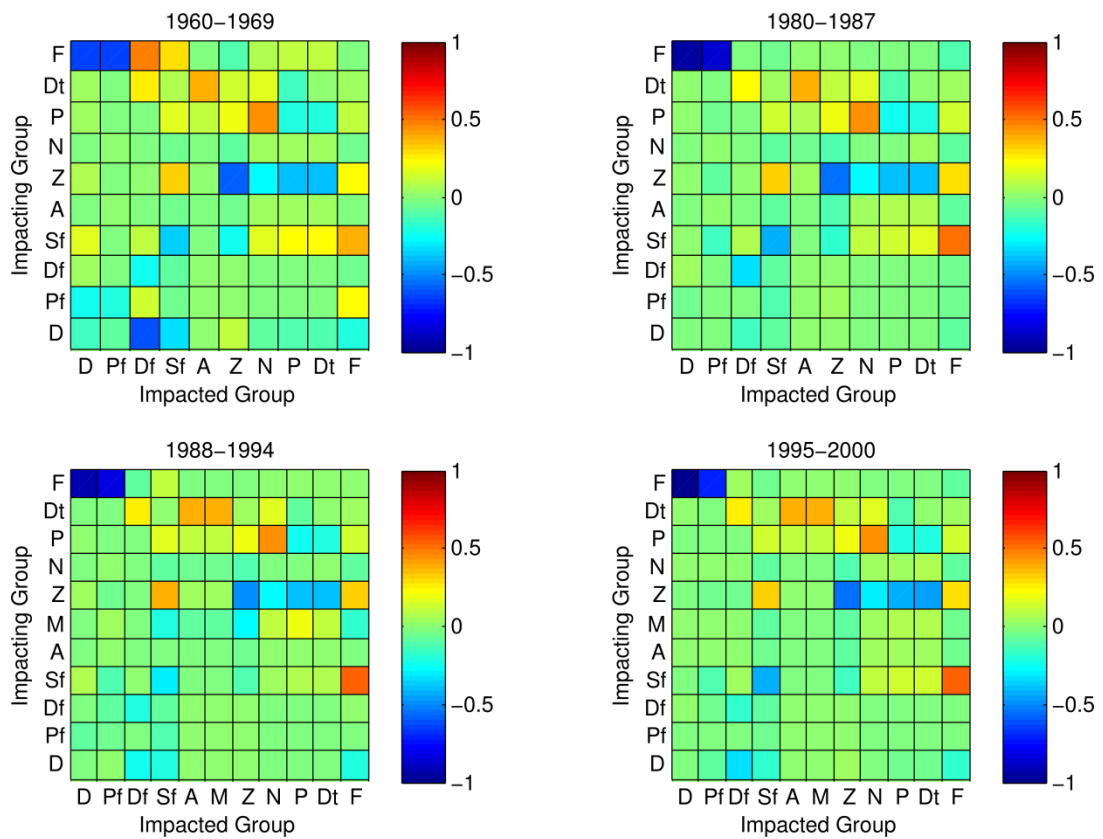 1960−1969
F
Dt
P
N
Z
A
Sf
Df
Pf
D
Impacting Group
D Pf Df Sf A Z N P Dt F
Impacted Group
1
0.5
0
−0.5
−1
1980−1987
F
Dt
P
N
Z
A
Sf
Df
Pf
D
Impacting Group
D Pf Df Sf A Z N P Dt F
Impacted Group
1
0.5
0
−0.5
−1
1988−1994
F
Dt
P
N
Z
M
A
Sf
Df
Pf
D
Impacting Group
D Pf Df Sf A M Z N P Dt F
Impacted Group
1
0.5
0
−0.5
−1
1995−2000
F
Dt
P
N
Z
M
A
Sf
Df
Pf
D
Impacting Group
D Pf Df Sf A M Z N P Dt F
Impacted Group
1
0.5
0
−0.5
−1